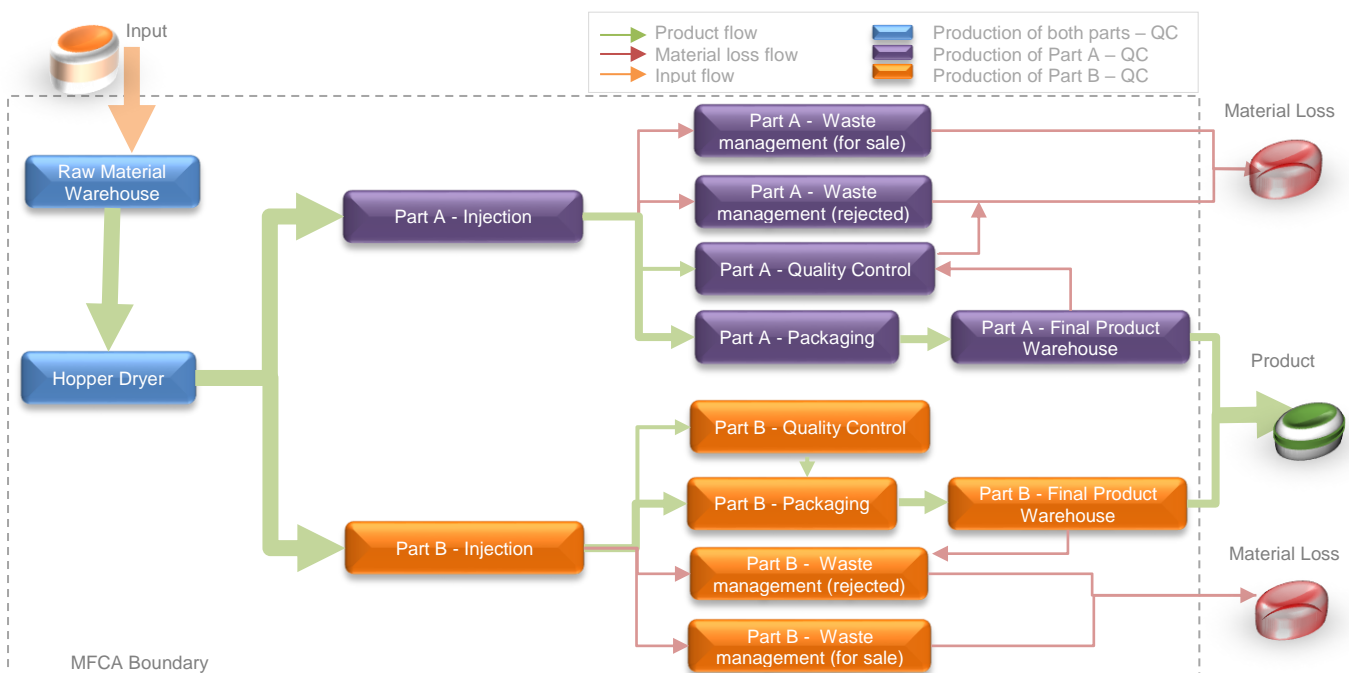 Input
Product flow
Material loss flow
Input flow
Production of both parts – QC
Production of Part A – QC
Production of Part B – QC
Raw Material
Warehouse
Hopper Dryer
Part A - Injection
Part A -  Waste
management (for sale)
Part A - Waste
management (rejected)
Part A - Quality Control
Part A - Packaging
Part A - Final Product
Warehouse
Material Loss
Product
Part B - Injection
Part B - Quality Control
Part B - Packaging
Part B - Final Product
Warehouse
Part B -  Waste
management (rejected)
Part B -  Waste
management (for sale)
Material Loss
MFCA Boundary